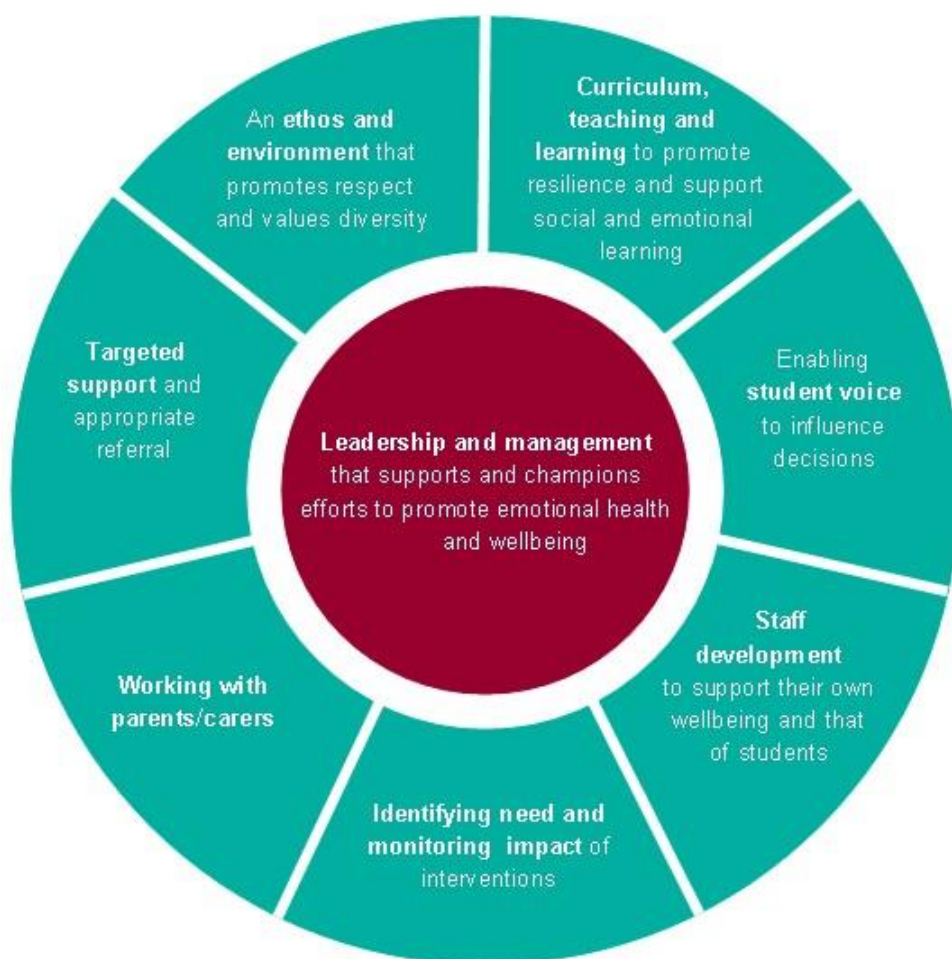 An ethos and
environment that
promotes respect
and values diversity
Curriculum,
teaching and
learning to promote
resilience and support
social and emotional
learning
Enabling
student voice
to influence
decisions
Staff
development
to support their own
wellbeing and that
of students
Identifying need and
monitoring impact of
interventions
Working with
parents/carers
Targeted
support and
appropriate
referral
Leadership and management
that supports and champions
efforts to promote emotional health
and wellbeing